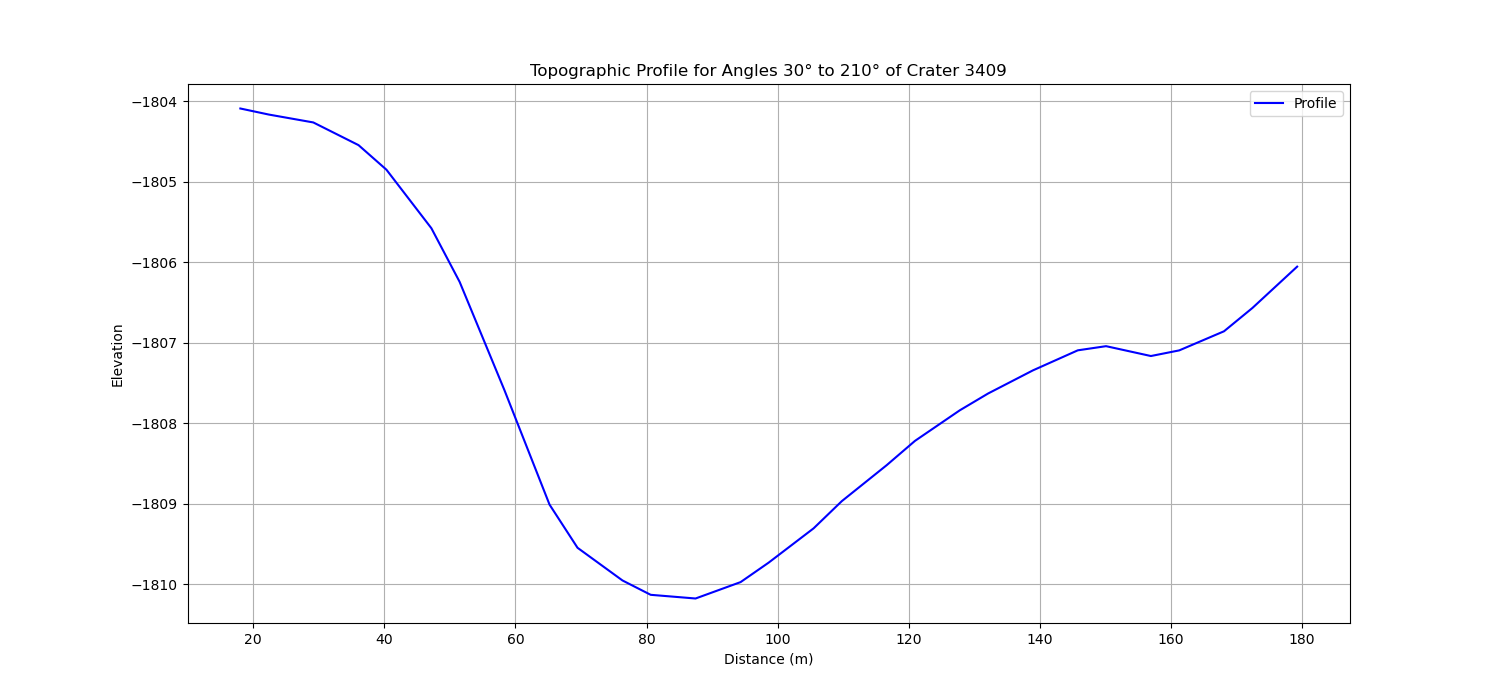 Topographic Profile for Angles 30° to 210° of Crater 3409
Profile
−1804
−1805
−1806
−1807
−1808
−1809
−1810
Elevation
20 40 60 80 100 120 140 160 180
Distance (m)